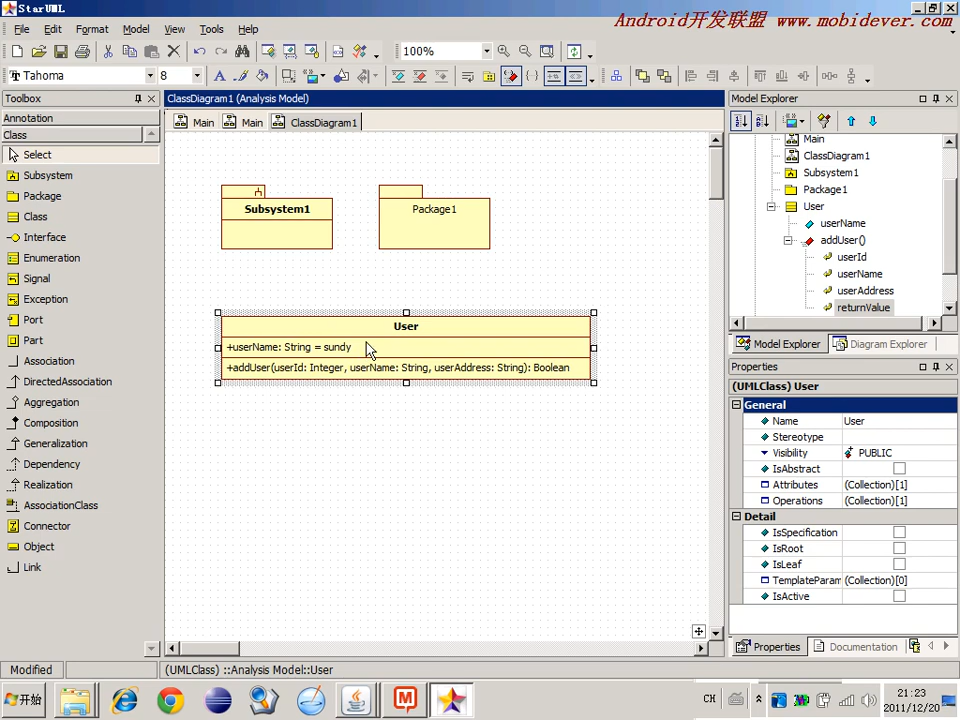 StarUML
Android开发联盟 www.mobidever.com
File Edit Format Model View Tools Help
100%
Tahoma 8
Toolbox
ClassDiagram1 (Analysis Model)
Model Explorer
Annotation
Class
Main Main ClassDiagram1
Select
Subsystem
Package
Class
Interface
Enumeration
Signal
Exception
Port
Part
Association
DirectedAssociation
Aggregation
Composition
Generalization
Dependency
Realization
AssociationClass
Connector
Object
Link
Subsystem1
Package1
User
+userName: String = sundy
+addUser(userId: Integer, userName: String, userAddress: String): Boolean
Main
ClassDiagram1
Subsystem1
Package1
User
userName
addUser()
userId
userName
userAddress
returnValue
Model Explorer Diagram Explorer
Properties
(UMLClass) User
General
Name User
Stereotype
Visibility PUBLIC
IsAbstract
Attributes (Collection)[1]
Operations (Collection)[1]
Detail
IsSpecification
IsRoot
IsLeaf
TemplateParam (Collection)[0]
IsActive
Properties Documentation
Modified (UMLClass) ::Analysis Model::User
开始
CH
21:23
2011/12/20